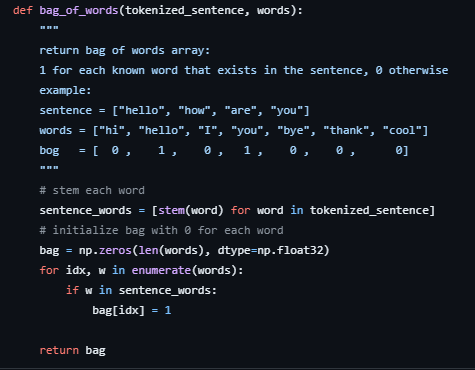 def bag_of_words(tokenized_sentence, words):
    """
    return bag of words array:
    1 for each known word that exists in the sentence, 0 otherwise
    example:
    sentence = ["hello", "how", "are", "you"]
    words = ["hi", "hello", "I", "you", "bye", "thank", "cool"]
    bog   = [  0 ,    1 ,    0 ,   1 ,    0 ,    0 ,      0]
    """
    # stem each word
    sentence_words = [stem(word) for word in tokenized_sentence]
    # initialize bag with 0 for each word
    bag = np.zeros(len(words), dtype=np.float32)
    for idx, w in enumerate(words):
        if w in sentence_words:
            bag[idx] = 1
    return bag